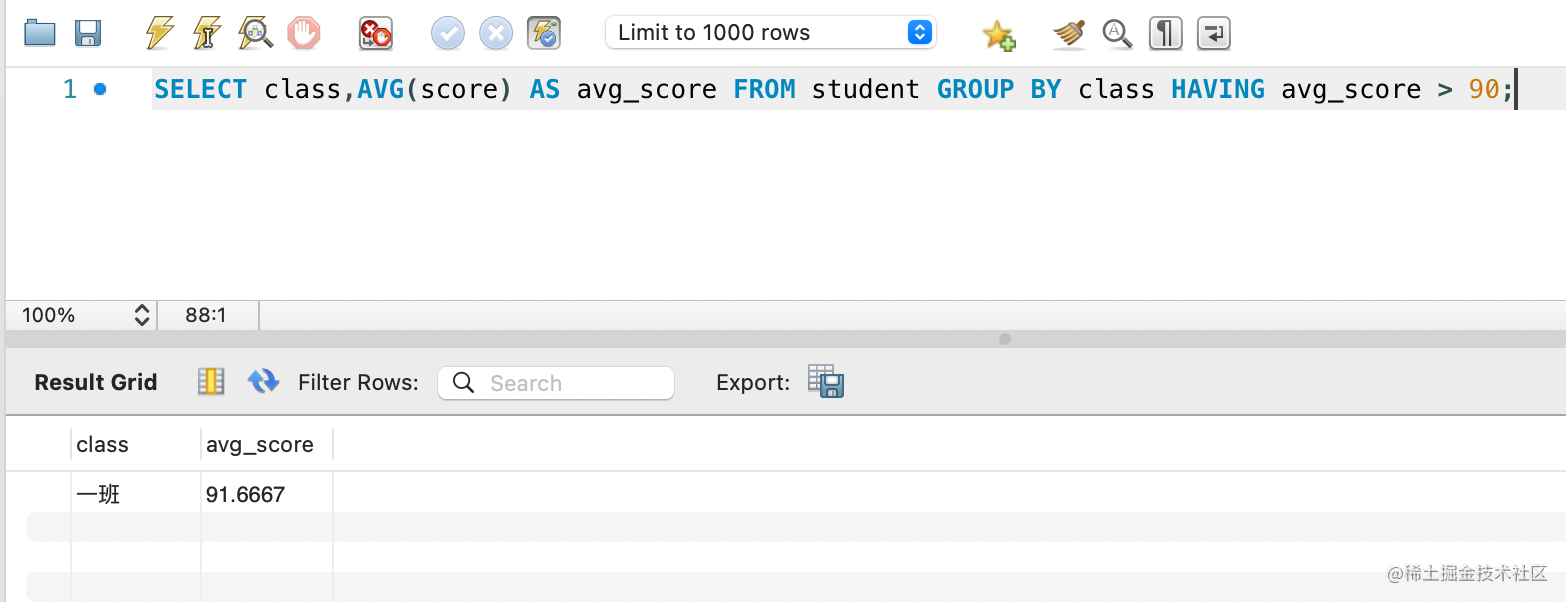 Limit to 1000 rows
1 SELECT class,AVG(score) AS avg_score FROM student GROUP BY class HAVING avg_score > 90;
100% 88:1
Result Grid Filter Rows: Search Export:
class avg_score
一班 91.6667
@稀土掘金技术社区